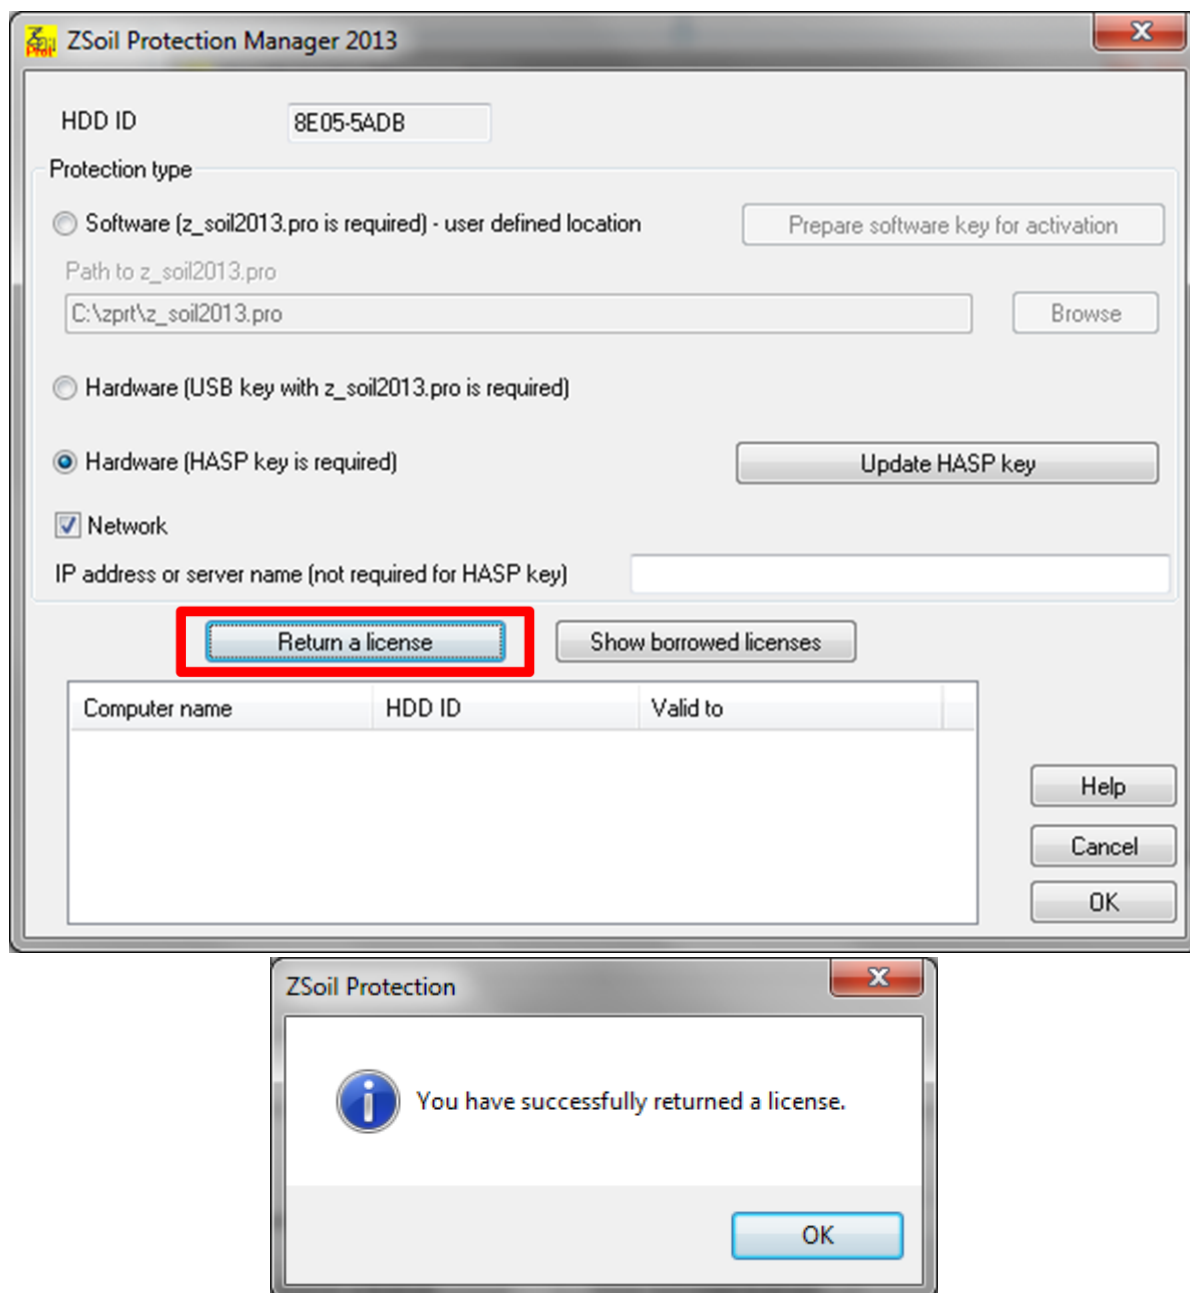 ZSoil Protection Manager 2013
HDD ID 8E05-5ADB
Protection type
Software (z_soil2013.pro is required) - user defined location Prepare software key for activation
Path to z_soil2013.pro
C:\zprt\z_soil2013.pro Browse
Hardware (USB key with z_soil2013.pro is required)
Hardware (HASP key is required) Update HASP key
Network
IP address or server name (not required for HASP key)
Return a license Show borrowed licenses
Computer name HDD ID Valid to
Help
Cancel
OK
ZSoil Protection
You have successfully returned a license.
OK